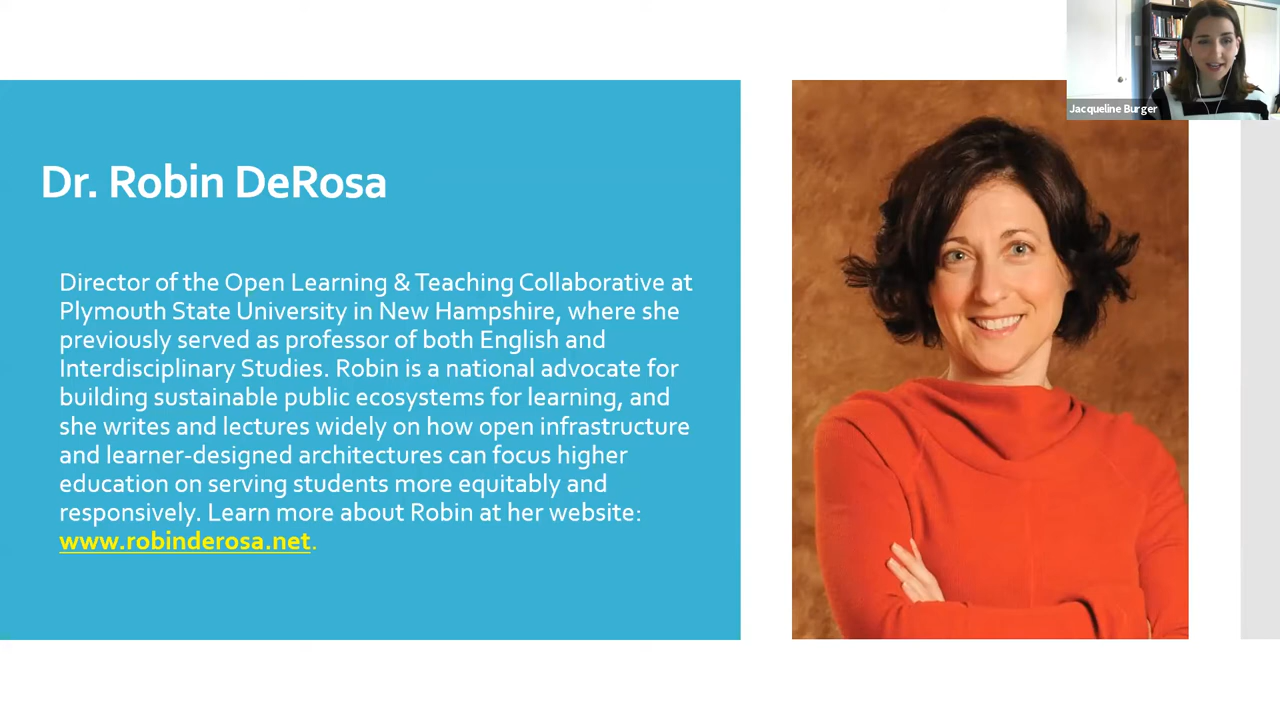 Jacqueline Burger
Dr. Robin DeRosa
Director of the Open Learning & Teaching Collaborative at
Plymouth State University in New Hampshire, where she
previously served as professor of both English and
Interdisciplinary Studies. Robin is a national advocate for
building sustainable public ecosystems for learning, and
she writes and lectures widely on how open infrastructure
and learner-designed architectures can focus higher
education on serving students more equitably and
responsively. Learn more about Robin at her website:
www.robinderosa.net.